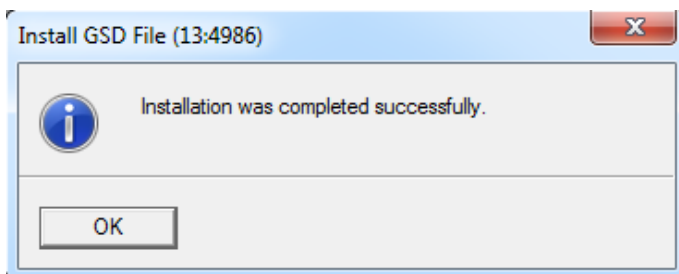 Install GSD File (13:4986)
Installation was completed successfully.
OK